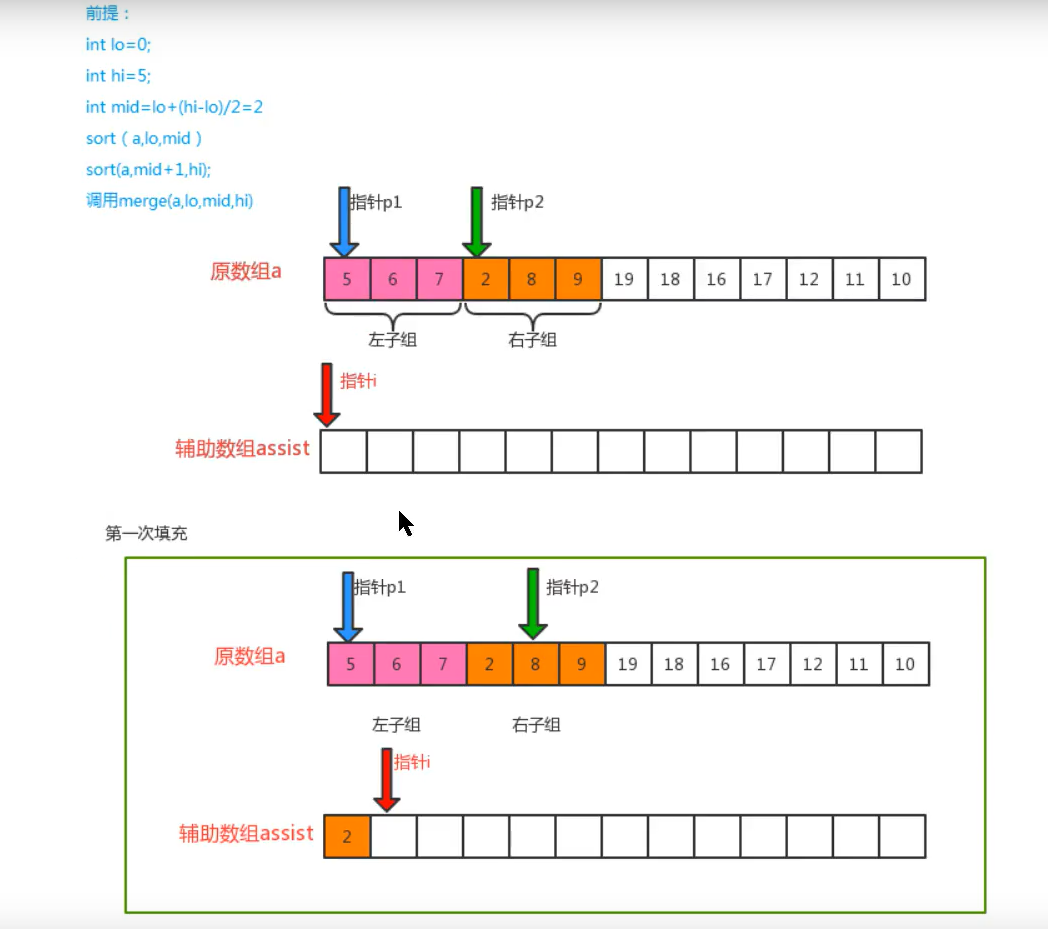 前提：
int lo=0;
int hi=5;
int mid=lo+(hi-lo)/2=2
sort（a,lo,mid）
sort(a,mid+1,hi);
调用merge(a,lo,mid,hi)
指针p1 指针p2
原数组a 5 6 7 2 8 9 19 18 16 17 12 11 10
左子组 右子组
指针i
辅助数组assist
第一次填充
指针p1 指针p2
原数组a 5 6 7 2 8 9 19 18 16 17 12 11 10
左子组 右子组
指针i
辅助数组assist 2